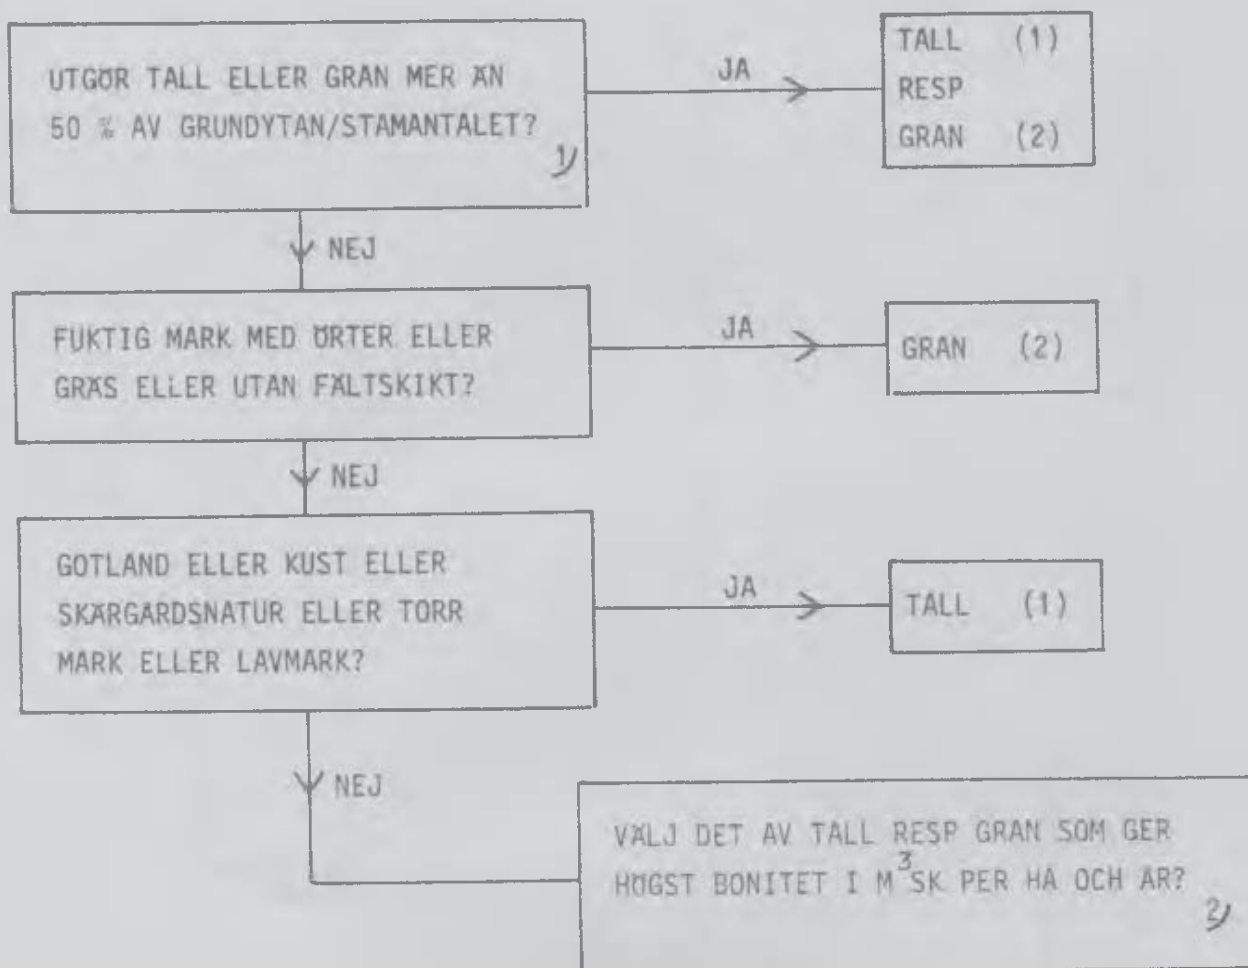 UTGÖR TALL ELLER GRAN MER ÄN
50 % AV GRUNDYTAN/STAMANTALET?
1)
JA
TALL (1)
RESP
GRAN (2)
NEJ
FUKTIG MARK MED ÖRTER ELLER
GRÄS ELLER UTAN FÄLTSKIKT?
JA
GRAN (2)
NEJ
GOTLAND ELLER KUST ELLER
SKÄRGÅRDSNATUR ELLER TORR
MARK ELLER LAVMARK?
JA
TALL (1)
NEJ
VÄLJ DET AV TALL RESP GRAN SOM GER
HÖGST BONITET I M³SK PER HA OCH ÅR?
2)